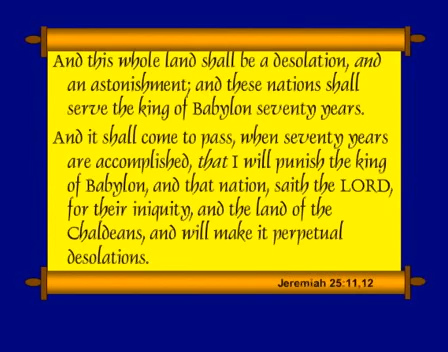 And this whole land shall be a desolation, and
an astonishment; and these nations shall
serve the king of Babylon seventy years.
And it shall come to pass, when seventy years
are accomplished, that I will punish the king
of Babylon, and that nation, saith the LORD,
for their iniquity, and the land of the
Chaldeans, and will make it perpetual
desolations.
Jeremiah 25:11,12